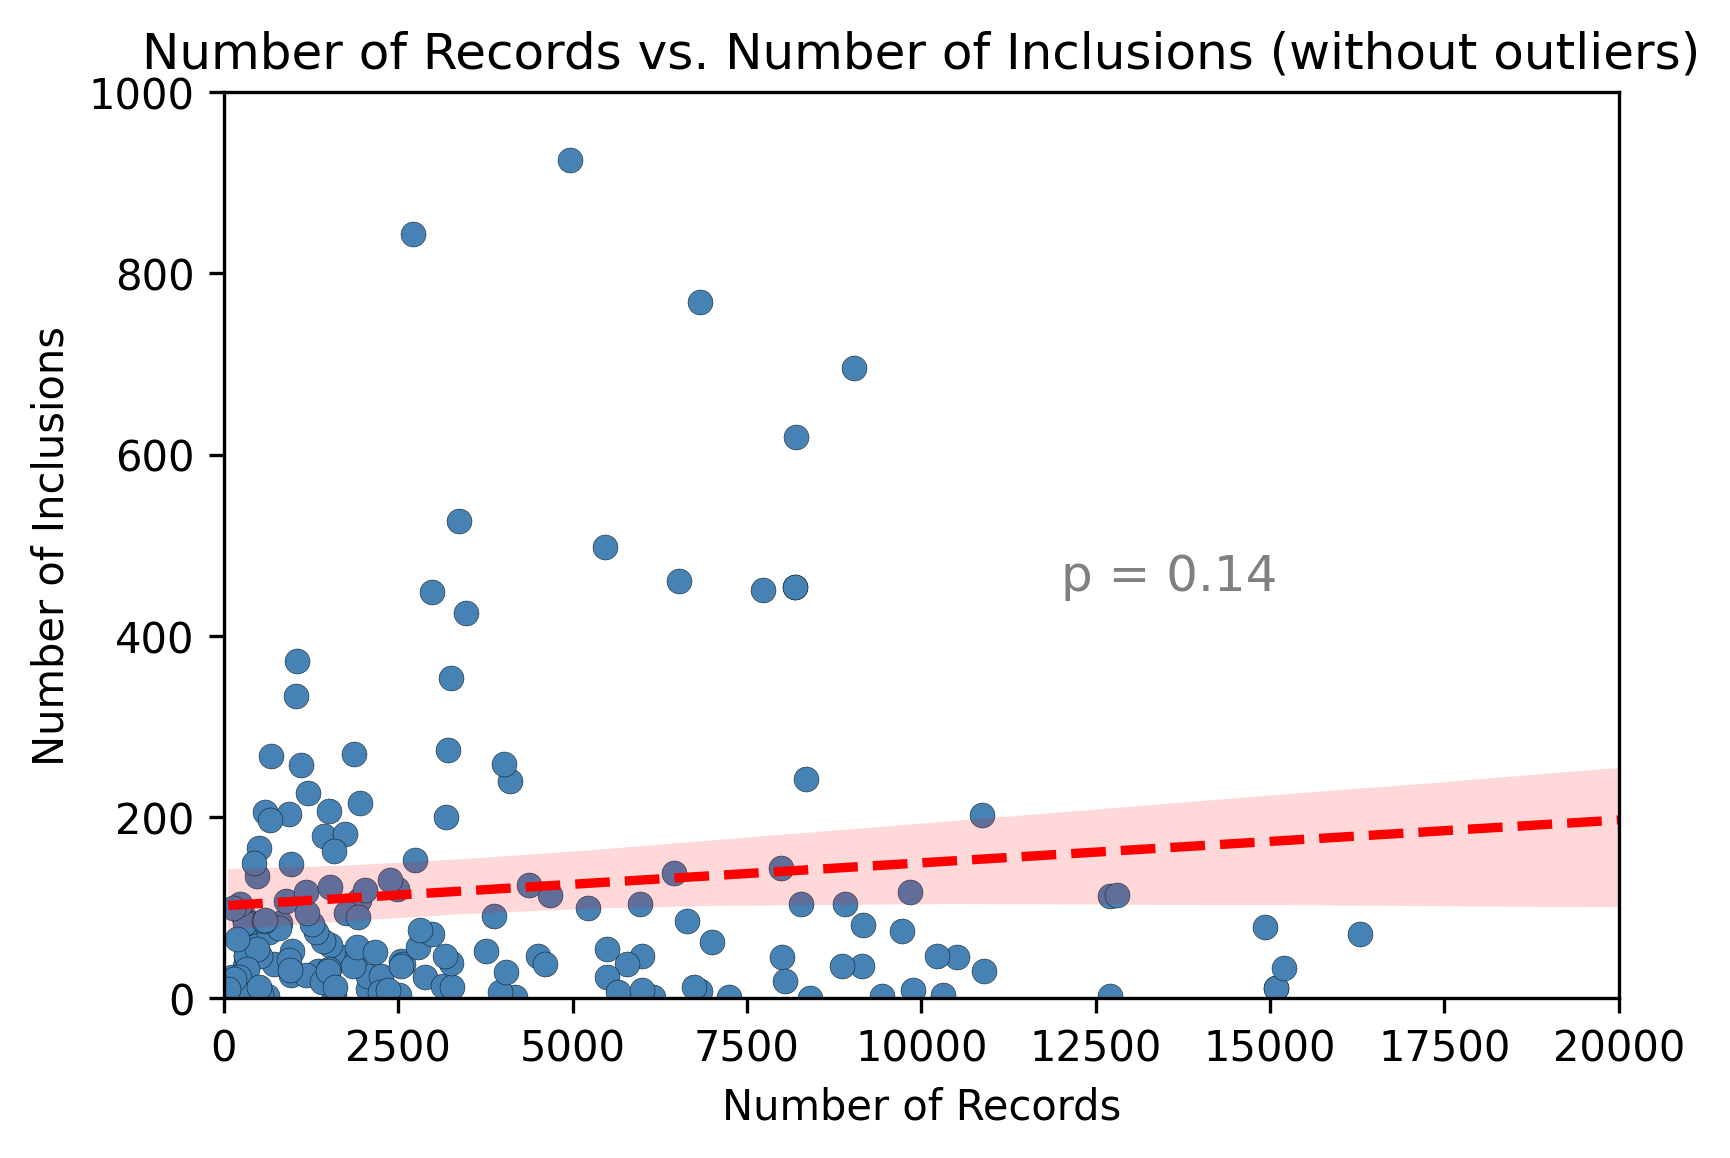 Number of Records vs. Number of Inclusions (without outliers)
1000
800
600
400
200
0
Number of Inclusions
p = 0.14
0 2500 5000 7500 10000 12500 15000 17500 20000
Number of Records